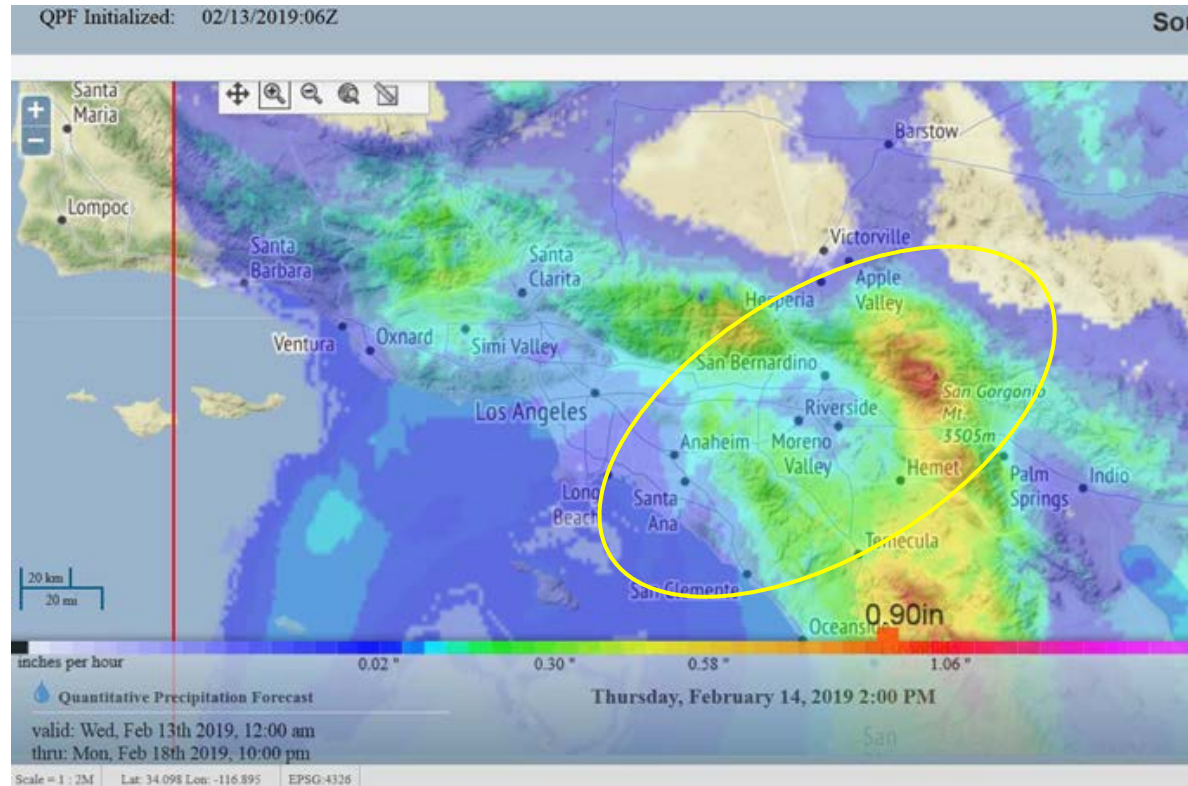 QPF Initialized: 02/13/2019:06Z
Sou
Santa
Maria
+
−
Barstow
Lompoc
Victorville
Santa
Barbara
Santa
Clarita
Apple
Valley
Hesperia
Ventura
Oxnard
Simi Valley
San Bernardino
San Gorgonio
Mt.
3505m
Los Angeles
Riverside
Anaheim
Moreno
Valley
Hemet
Palm
Springs
Indio
Long
Beach
Santa
Ana
Temecula
20 km
20 mi
San Clemente
0.90in
Oceanside
inches per hour
0.02 " 0.30 " 0.58 " 1.06 "
Quantitative Precipitation Forecast
Thursday, February 14, 2019 2:00 PM
valid: Wed, Feb 13th 2019, 12:00 am
San
thru: Mon, Feb 18th 2019, 10:00 pm
Scale = 1 : 2M Lat: 34.098 Lon: -116.895 EPSG:4326